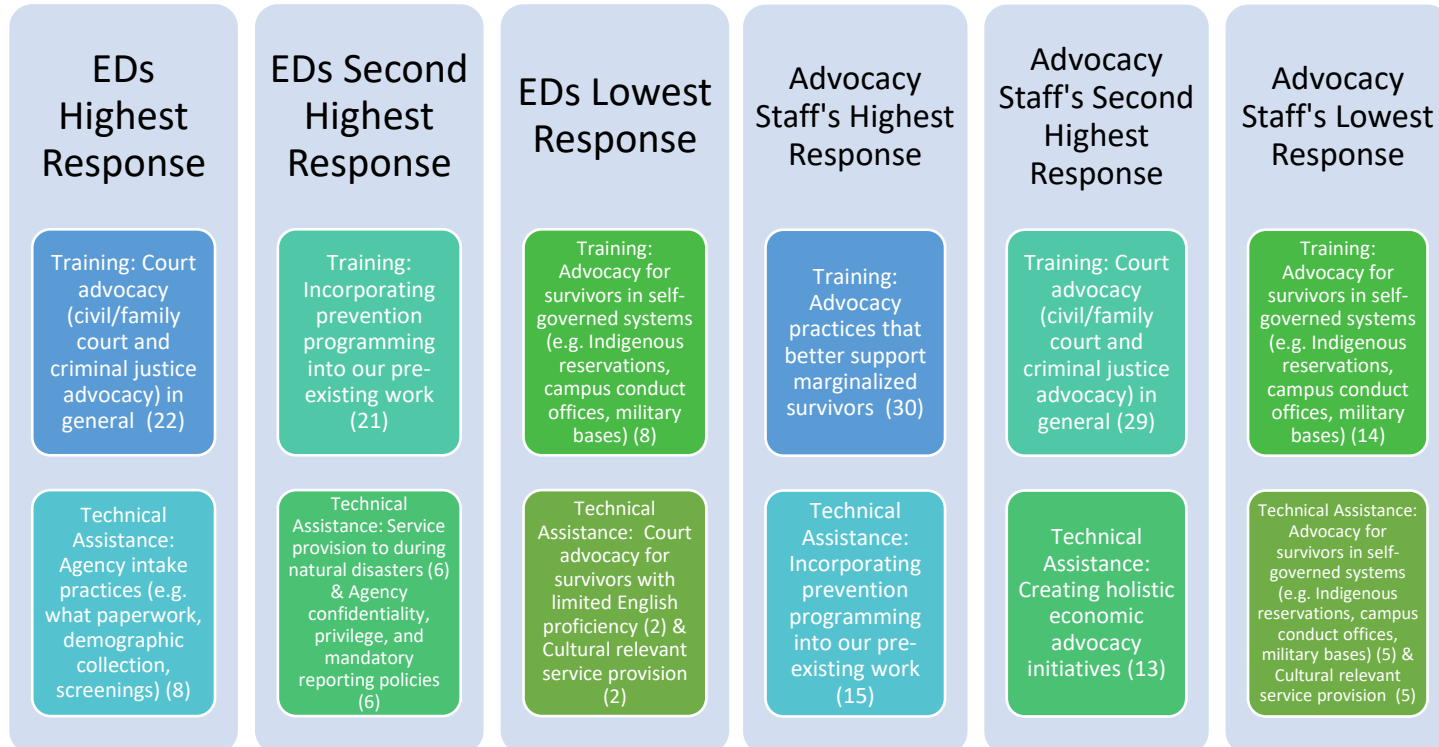 EDs
Highest
Response
Training: Court
advocacy
(civil/family
court and
criminal justice
advocacy) in
general  (22)
Technical
Assistance:
Agency intake
practices (e.g.
what paperwork,
demographic
collection,
screenings) (8)
EDs Second
Highest
Response
Training:
Incorporating
prevention
programming
into our pre-
existing work
(21)
Technical
Assistance: Service
provision to during
natural disasters (6)
& Agency
confidentiality,
privilege, and
mandatory
reporting policies
(6)
EDs Lowest
Response
Training:
Advocacy for
survivors in self-
governed systems
(e.g. Indigenous
reservations,
campus conduct
offices, military
bases) (8)
Technical
Assistance:  Court
advocacy for
survivors with
limited English
proficiency (2) &
Cultural relevant
service provision
(2)
Advocacy
Staff's Highest
Response
Training:
Advocacy
practices that
better support
marginalized
survivors  (30)
Technical
Assistance:
Incorporating
prevention
programming
into our pre-
existing work
(15)
Advocacy
Staff's Second
Highest
Response
Training: Court
advocacy
(civil/family
court and
criminal justice
advocacy) in
general (29)
Technical
Assistance:
Creating holistic
economic
advocacy
initiatives (13)
Advocacy
Staff's Lowest
Response
Training:
Advocacy for
survivors in self-
governed systems
(e.g. Indigenous
reservations,
campus conduct
offices, military
bases) (14)
Technical Assistance:
Advocacy for
survivors in self-
governed systems
(e.g. Indigenous
reservations, campus
conduct offices,
military bases) (5) &
Cultural relevant
service provision  (5)